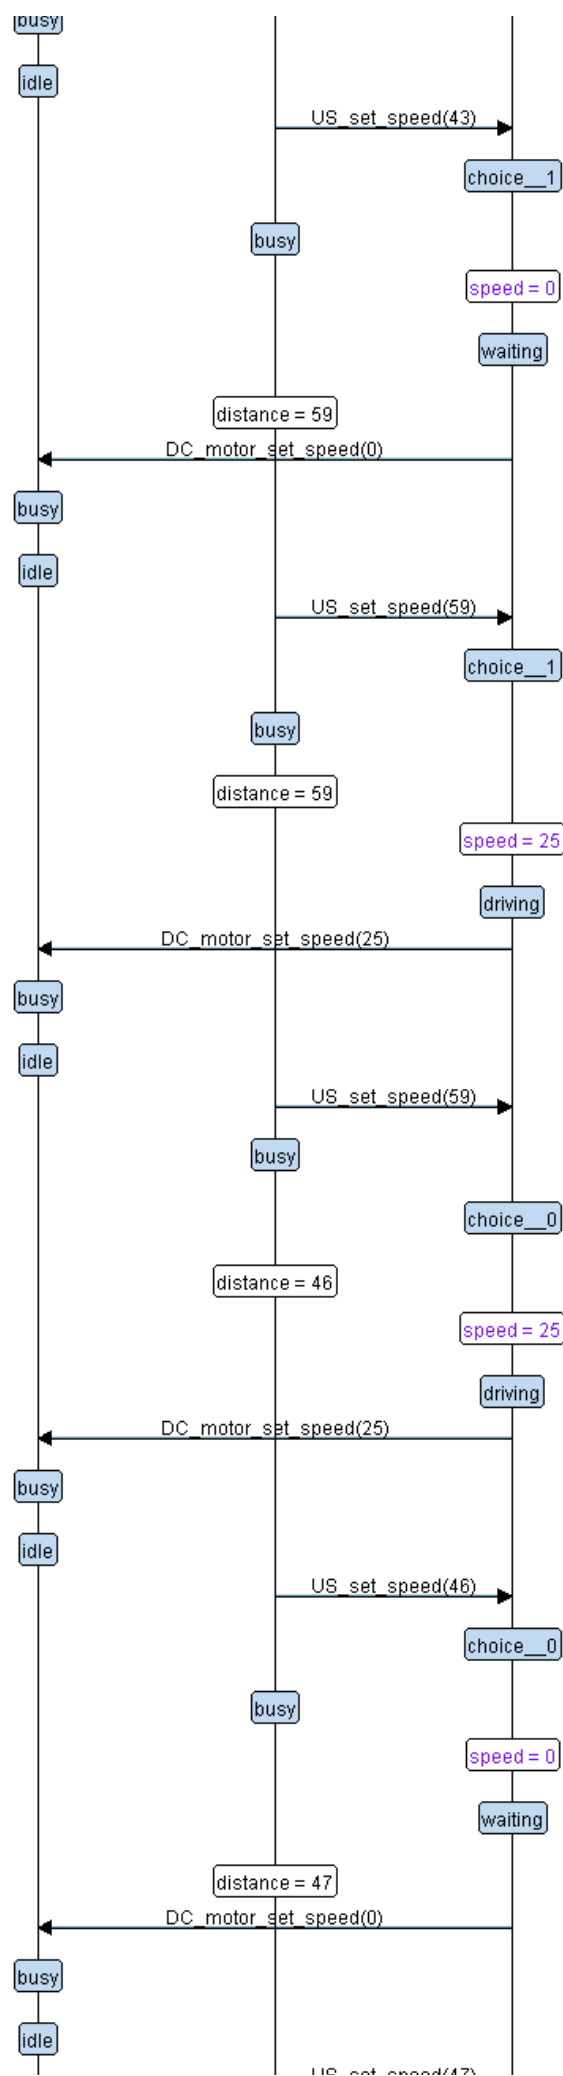 busy
idle
US_set_speed(43)
choice__1
busy
speed = 0
waiting
distance = 59
DC_motor_set_speed(0)
busy
idle
US_set_speed(59)
choice__1
busy
distance = 59
speed = 25
driving
DC_motor_set_speed(25)
busy
idle
US_set_speed(59)
busy
choice__0
distance = 46
speed = 25
driving
DC_motor_set_speed(25)
busy
idle
US_set_speed(46)
choice__0
busy
speed = 0
waiting
distance = 47
DC_motor_set_speed(0)
busy
idle
US_set_speed(47)